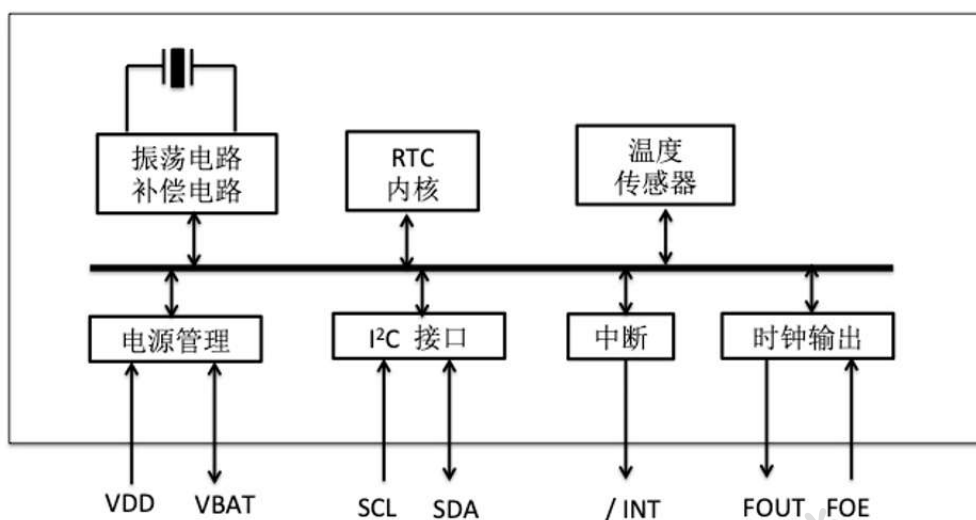 振荡电路
补偿电路
RTC
内核
温度
传感器
电源管理
I²C 接口
中断
时钟输出
VDD
VBAT
SCL
SDA
/ INT
FOUT
FOE